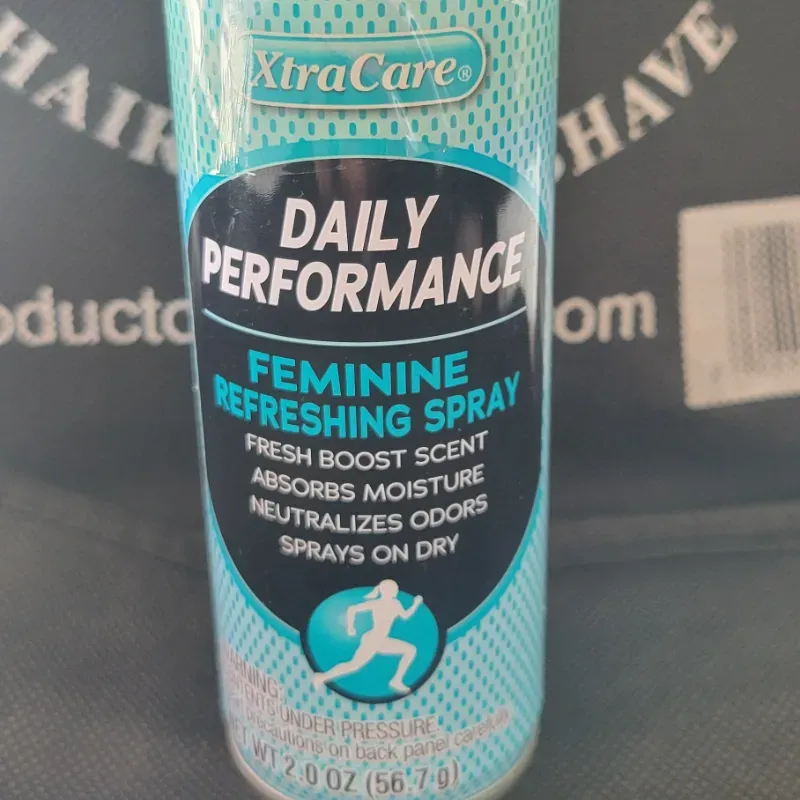 XtraCare®
HAIR
SHAVE
DAILY
PERFORMANCE
om
FEMININE
REFRESHING SPRAY
FRESH BOOST SCENT
ABSORBS MOISTURE
NEUTRALIZES ODORS
SPRAYS ON DRY
WARNING:
CONTENTS UNDER PRESSURE.
precautions on back panel carefully
NET WT 2.0 OZ (56.7 g)